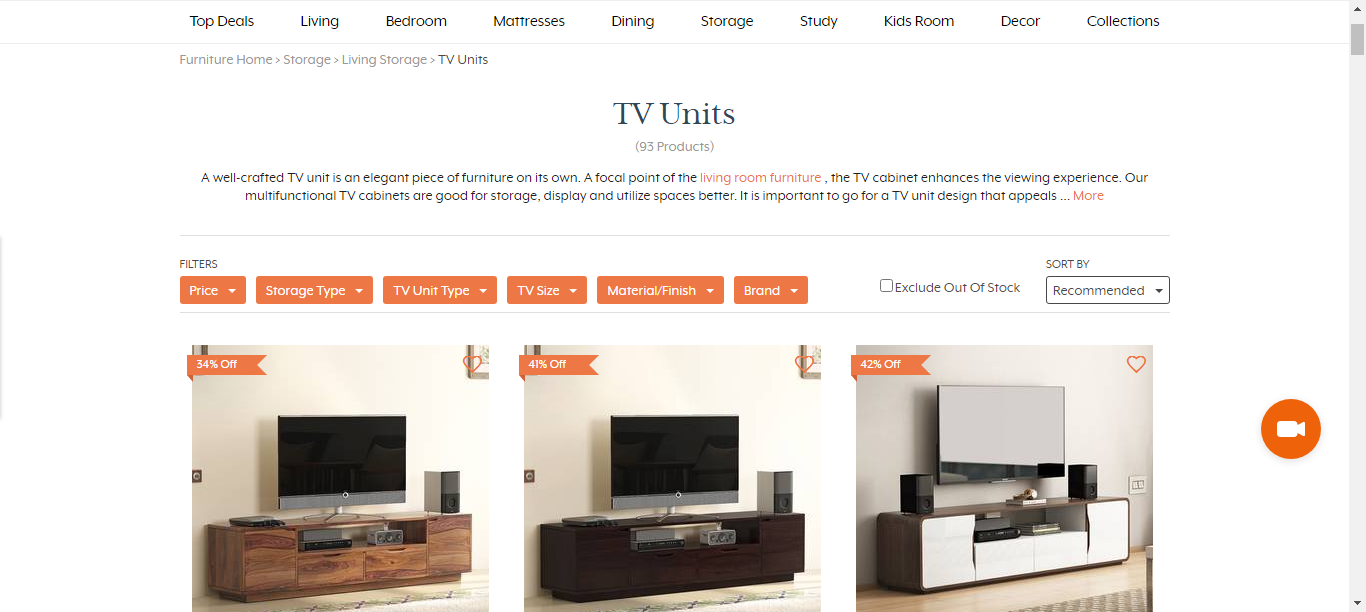 Top Deals Living Bedroom Mattresses Dining Storage Study Kids Room Decor Collections
Furniture Home > Storage > Living Storage > TV Units
TV Units
(93 Products)
A well-crafted TV unit is an elegant piece of furniture on its own. A focal point of the living room furniture , the TV cabinet enhances the viewing experience. Our
multifunctional TV cabinets are good for storage, display and utilize spaces better. It is important to go for a TV unit design that appeals ... More
FILTERS SORT BY
Price Storage Type TV Unit Type TV Size Material/Finish Brand Exclude Out Of Stock Recommended
34% Off 41% Off 42% Off